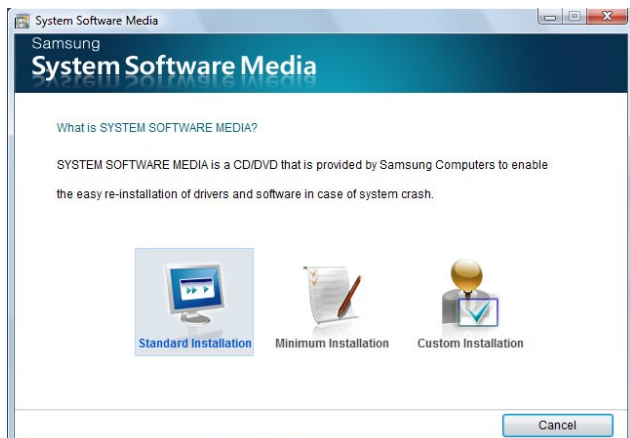 System Software Media
Samsung
System Software Media
What is SYSTEM SOFTWARE MEDIA?
SYSTEM SOFTWARE MEDIA is a CD/DVD that is provided by Samsung Computers to enable
the easy re-installation of drivers and software in case of system crash.
Standard Installation
Minimum Installation
Custom Installation
Cancel